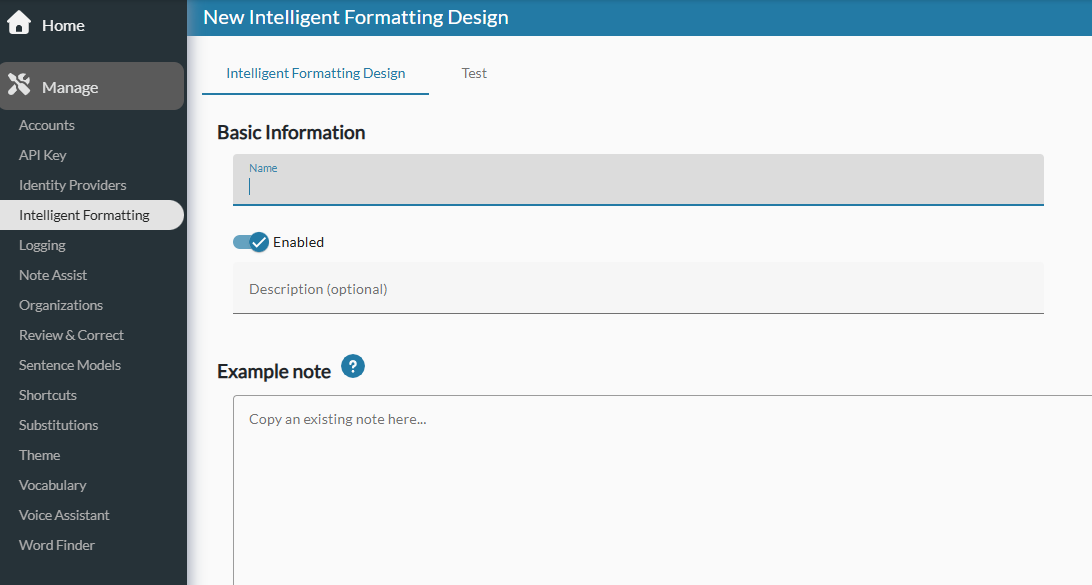 Home
Manage
Accounts
API Key
Identity Providers
Intelligent Formatting
Logging
Note Assist
Organizations
Review & Correct
Sentence Models
Shortcuts
Substitutions
Theme
Vocabulary
Voice Assistant
Word Finder
New Intelligent Formatting Design
Intelligent Formatting Design Test
Basic Information
Name
Enabled
Description (optional)
Example note ?
Copy an existing note here...